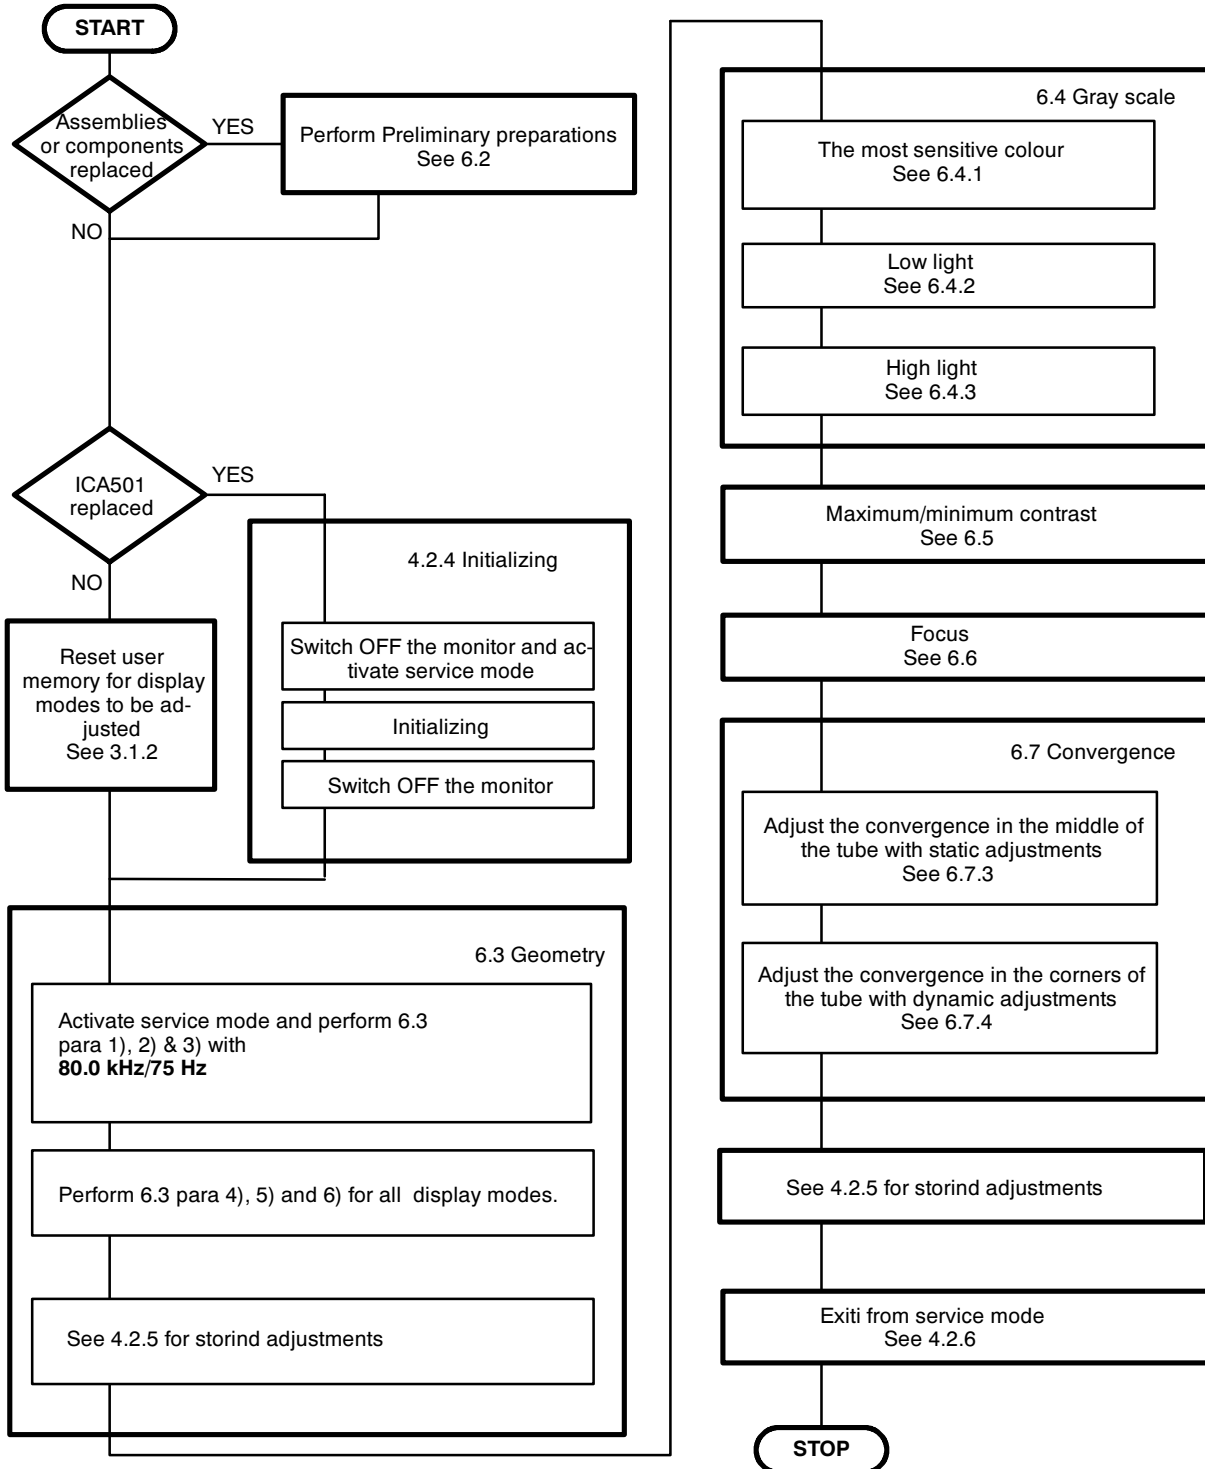 START
Assemblies
or components
replaced
YES
Perform Preliminary preparations
See 6.2
NO
ICA501
replaced
YES
NO
4.2.4 Initializing
Switch OFF the monitor and ac-
tivate service mode
Initializing
Switch OFF the monitor
Reset user
memory for display
modes to be ad-
justed
See 3.1.2
6.3 Geometry
Activate service mode and perform 6.3
para 1), 2) & 3) with
80.0 kHz/75 Hz
Perform 6.3 para 4), 5) and 6) for all display modes.
See 4.2.5 for storind adjustments
6.4 Gray scale
The most sensitive colour
See 6.4.1
Low light
See 6.4.2
High light
See 6.4.3
Maximum/minimum contrast
See 6.5
Focus
See 6.6
6.7 Convergence
Adjust the convergence in the middle of
the tube with static adjustments
See 6.7.3
Adjust the convergence in the corners of
the tube with dynamic adjustments
See 6.7.4
See 4.2.5 for storind adjustments
Exiti from service mode
See 4.2.6
STOP